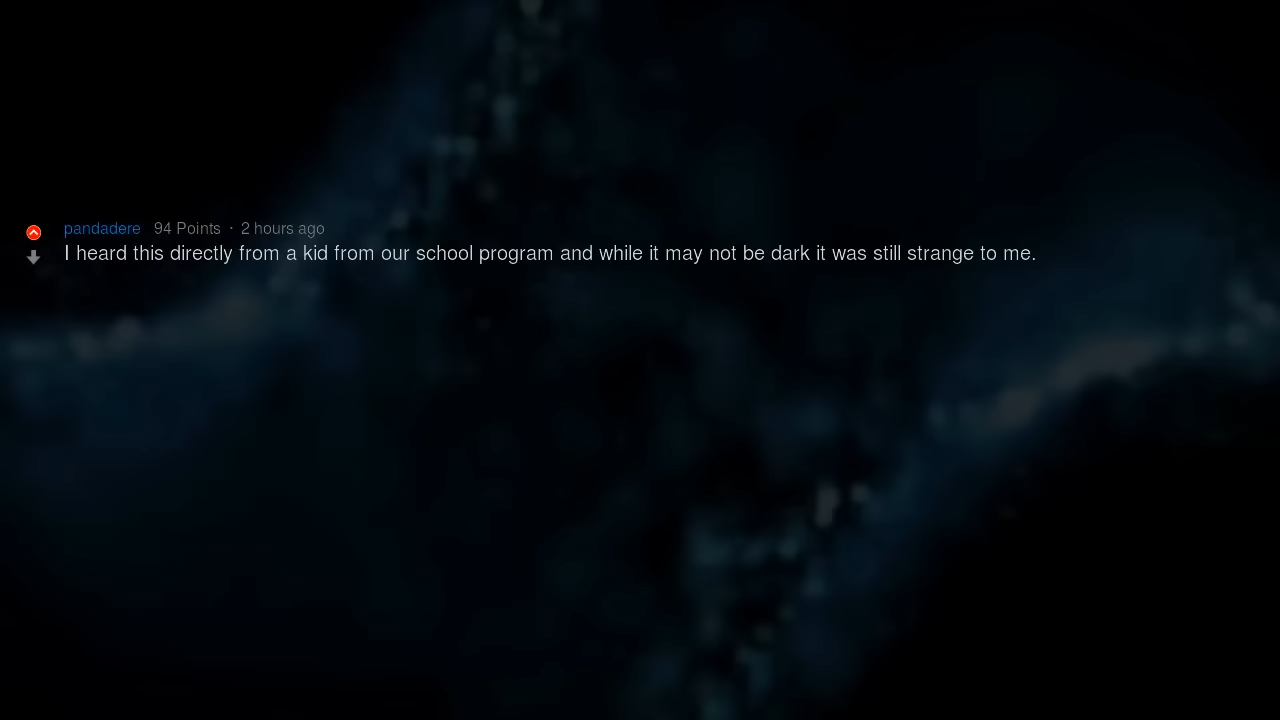 pandadere 94 Points · 2 hours ago
I heard this directly from a kid from our school program and while it may not be dark it was still strange to me.